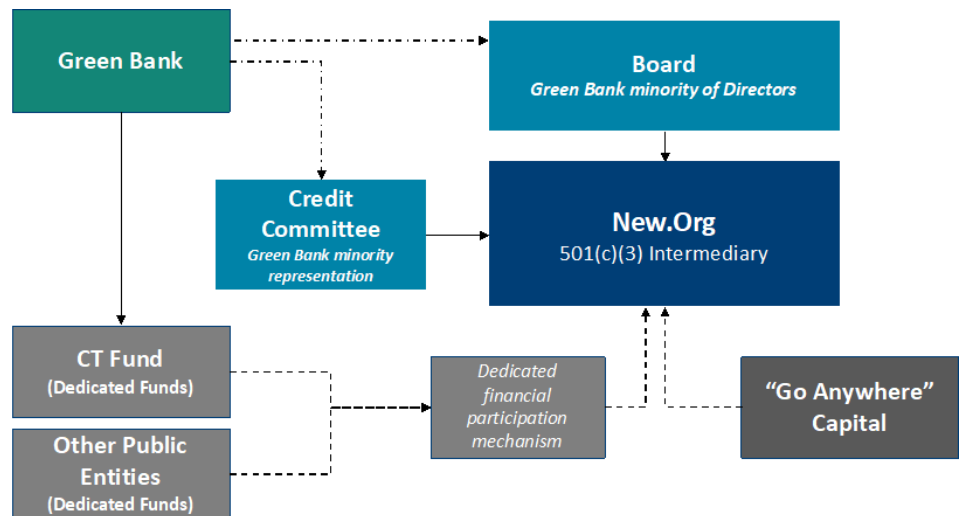 Green Bank
Board
Green Bank minority of Directors
Credit
Committee
Green Bank minority
representation
New.Org
501(c)(3) Intermediary
CT Fund
(Dedicated Funds)
Other Public
Entities
(Dedicated Funds)
Dedicated
financial
participation
mechanism
“Go Anywhere”
Capital